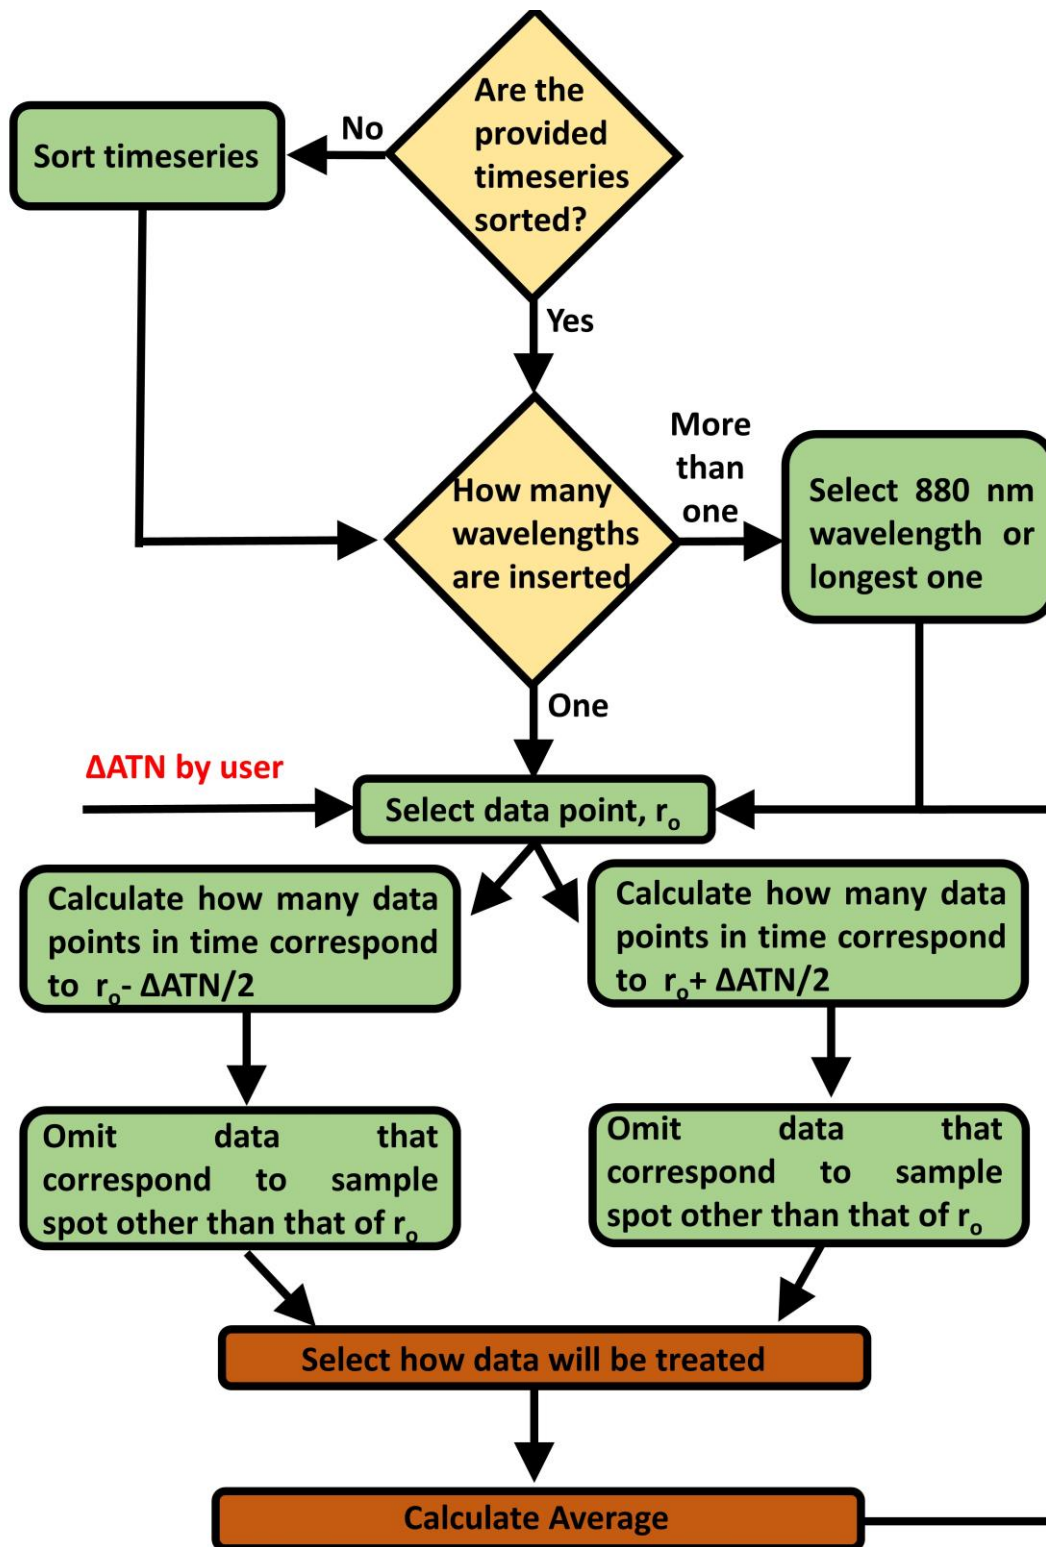 Are the
provided
timeseries
sorted?
No
Sort timeseries
Yes
How many
wavelengths
are inserted
More
than
one
Select 880 nm
wavelength or
longest one
One
ΔATN by user
Select data point, rₒ
Calculate how many data
points in time correspond
to rₒ- ΔATN/2
Calculate how many data
points in time correspond
to rₒ+ ΔATN/2
Omit data that
correspond to sample
spot other than that of rₒ
Omit data that
correspond to sample
spot other than that of rₒ
Select how data will be treated
Calculate Average